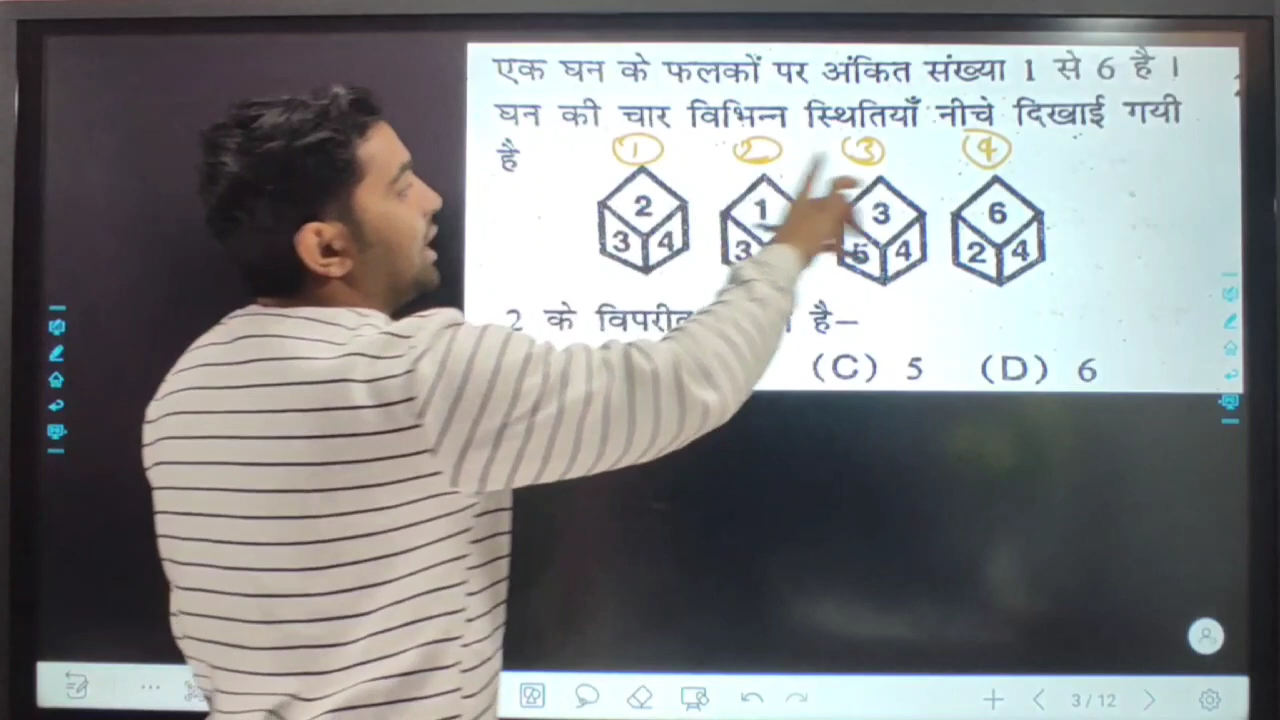 एक घन के फलकों पर अंकित संख्या 1 से 6 है ।
घन की चार विभिन्न स्थितियाँ नीचे दिखाई गयी
है
1 2 3 4
2 1 3 6
3 4 3 5 4 2 4
2 के विपरीत है–
(C) 5 (D) 6
3/12